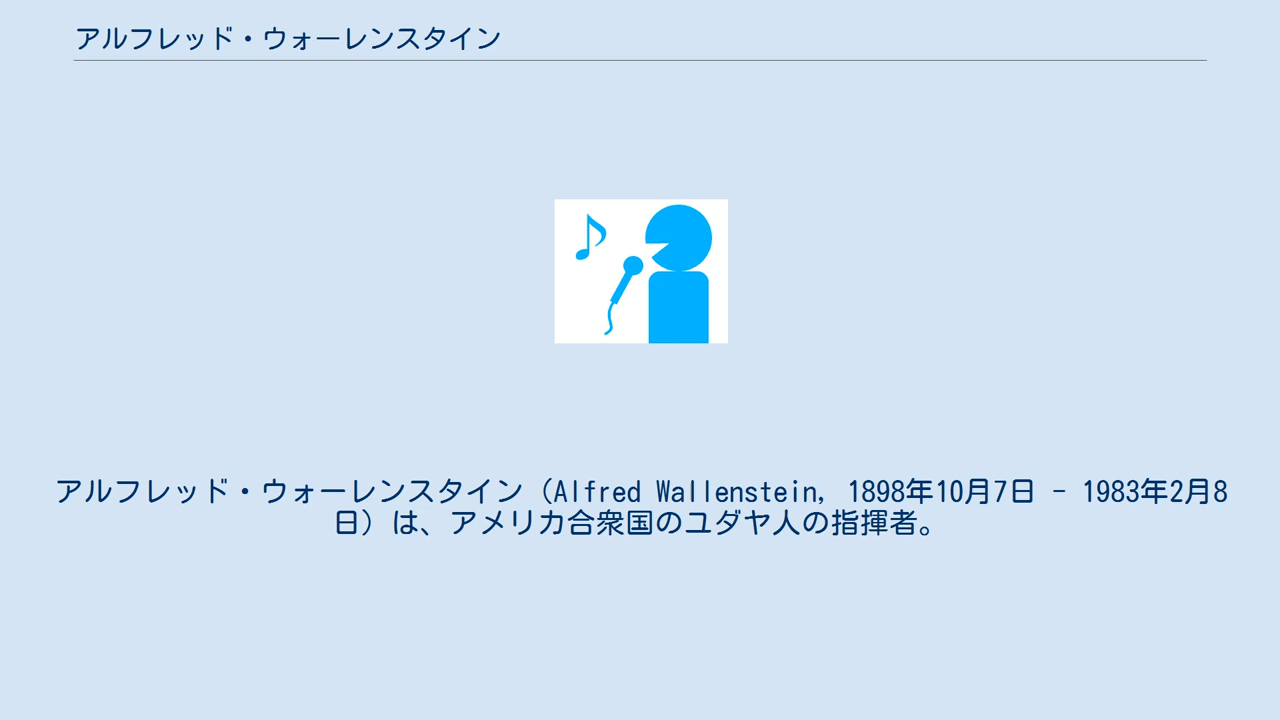 アルフレッド・ウォーレンスタイン
アルフレッド・ウォーレンスタイン（Alfred Wallenstein, 1898年10月7日 - 1983年2月8
日）は、アメリカ合衆国のユダヤ人の指揮者。